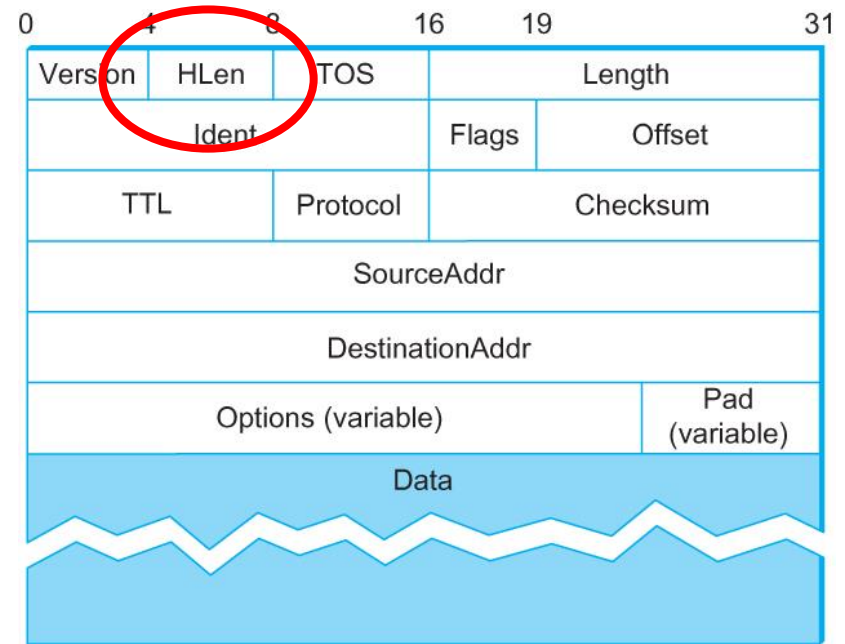 0 4 8 16 19 31
Version HLen TOS Length
Ident Flags Offset
TTL Protocol Checksum
SourceAddr
DestinationAddr
Options (variable) Pad (variable)
Data